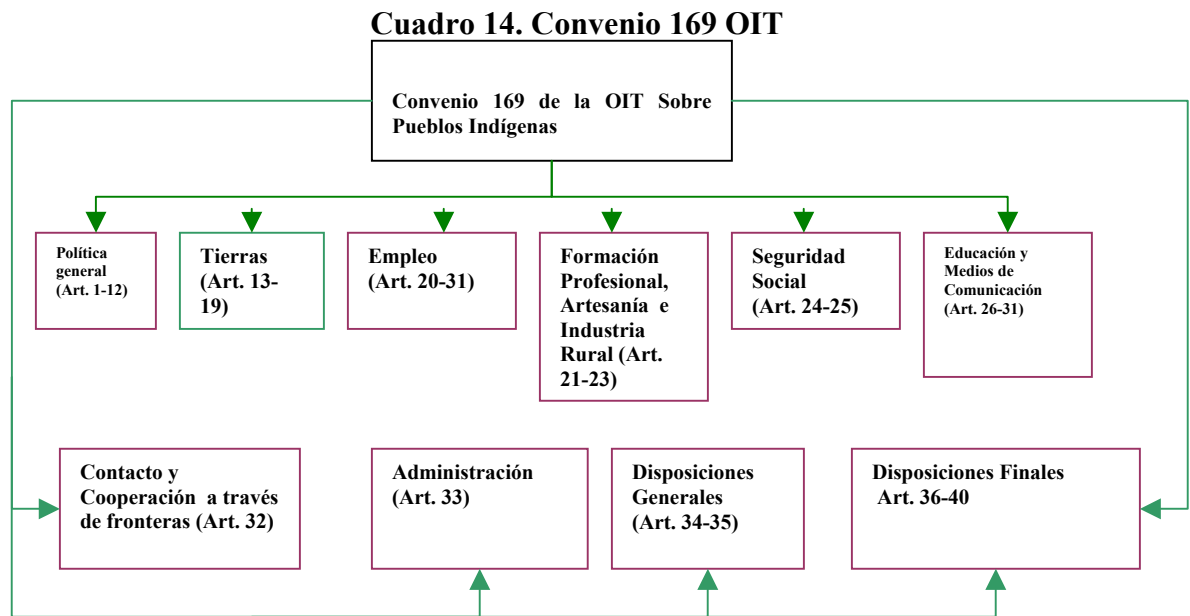 Cuadro 14. Convenio 169 OIT
Convenio 169 de la OIT Sobre
Pueblos Indígenas
Política
general
(Art. 1-12)
Tierras
(Art. 13-
19)
Empleo
(Art. 20-31)
Formación
Profesional,
Artesanía e
Industria
Rural (Art.
21-23)
Seguridad
Social
(Art. 24-25)
Educación y
Medios de
Comunicación
(Art. 26-31)
Contacto y
Cooperación a través
de fronteras (Art. 32)
Administración
(Art. 33)
Disposiciones
Generales
(Art. 34-35)
Disposiciones Finales
Art. 36-40